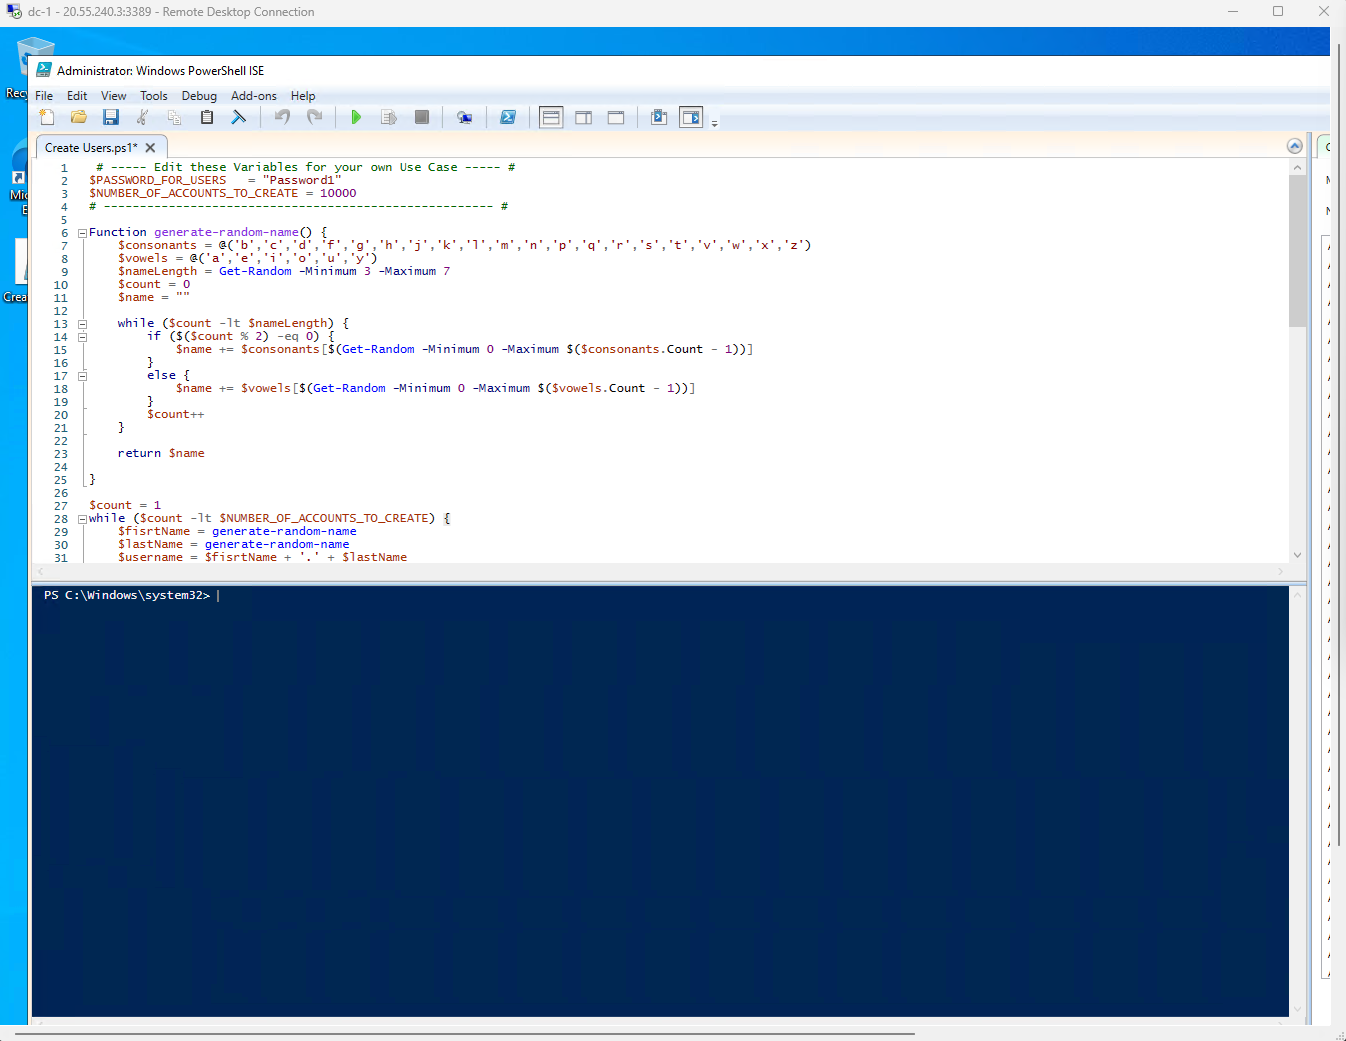 dc-1 - 20.55.240.3:3389 - Remote Desktop Connection
Administrator: Windows PowerShell ISE
File Edit View Tools Debug Add-ons Help
Create Users.ps1*
1 # ----- Edit these Variables for your own Use Case ----- #
2 $PASSWORD_FOR_USERS   = "Password1"
3 $NUMBER_OF_ACCOUNTS_TO_CREATE = 10000
4 # ------------------------------------------------------ #
5
6 Function generate-random-name() {
7     $consonants = @('b','c','d','f','g','h','j','k','l','m','n','p','q','r','s','t','v','w','x','z')
8     $vowels = @('a','e','i','o','u','y')
9     $nameLength = Get-Random -Minimum 3 -Maximum 7
10     $count = 0
11     $name = ""
12
13     while ($count -lt $nameLength) {
14         if ($($count % 2) -eq 0) {
15             $name += $consonants[$(Get-Random -Minimum 0 -Maximum $($consonants.Count - 1))]
16         }
17         else {
18             $name += $vowels[$(Get-Random -Minimum 0 -Maximum $($vowels.Count - 1))]
19         }
20         $count++
21     }
22
23     return $name
24
25 }
26
27 $count = 1
28 while ($count -lt $NUMBER_OF_ACCOUNTS_TO_CREATE) {
29     $fisrtName = generate-random-name
30     $lastName = generate-random-name
31     $username = $fisrtName + '.' + $lastName
PS C:\Windows\system32>